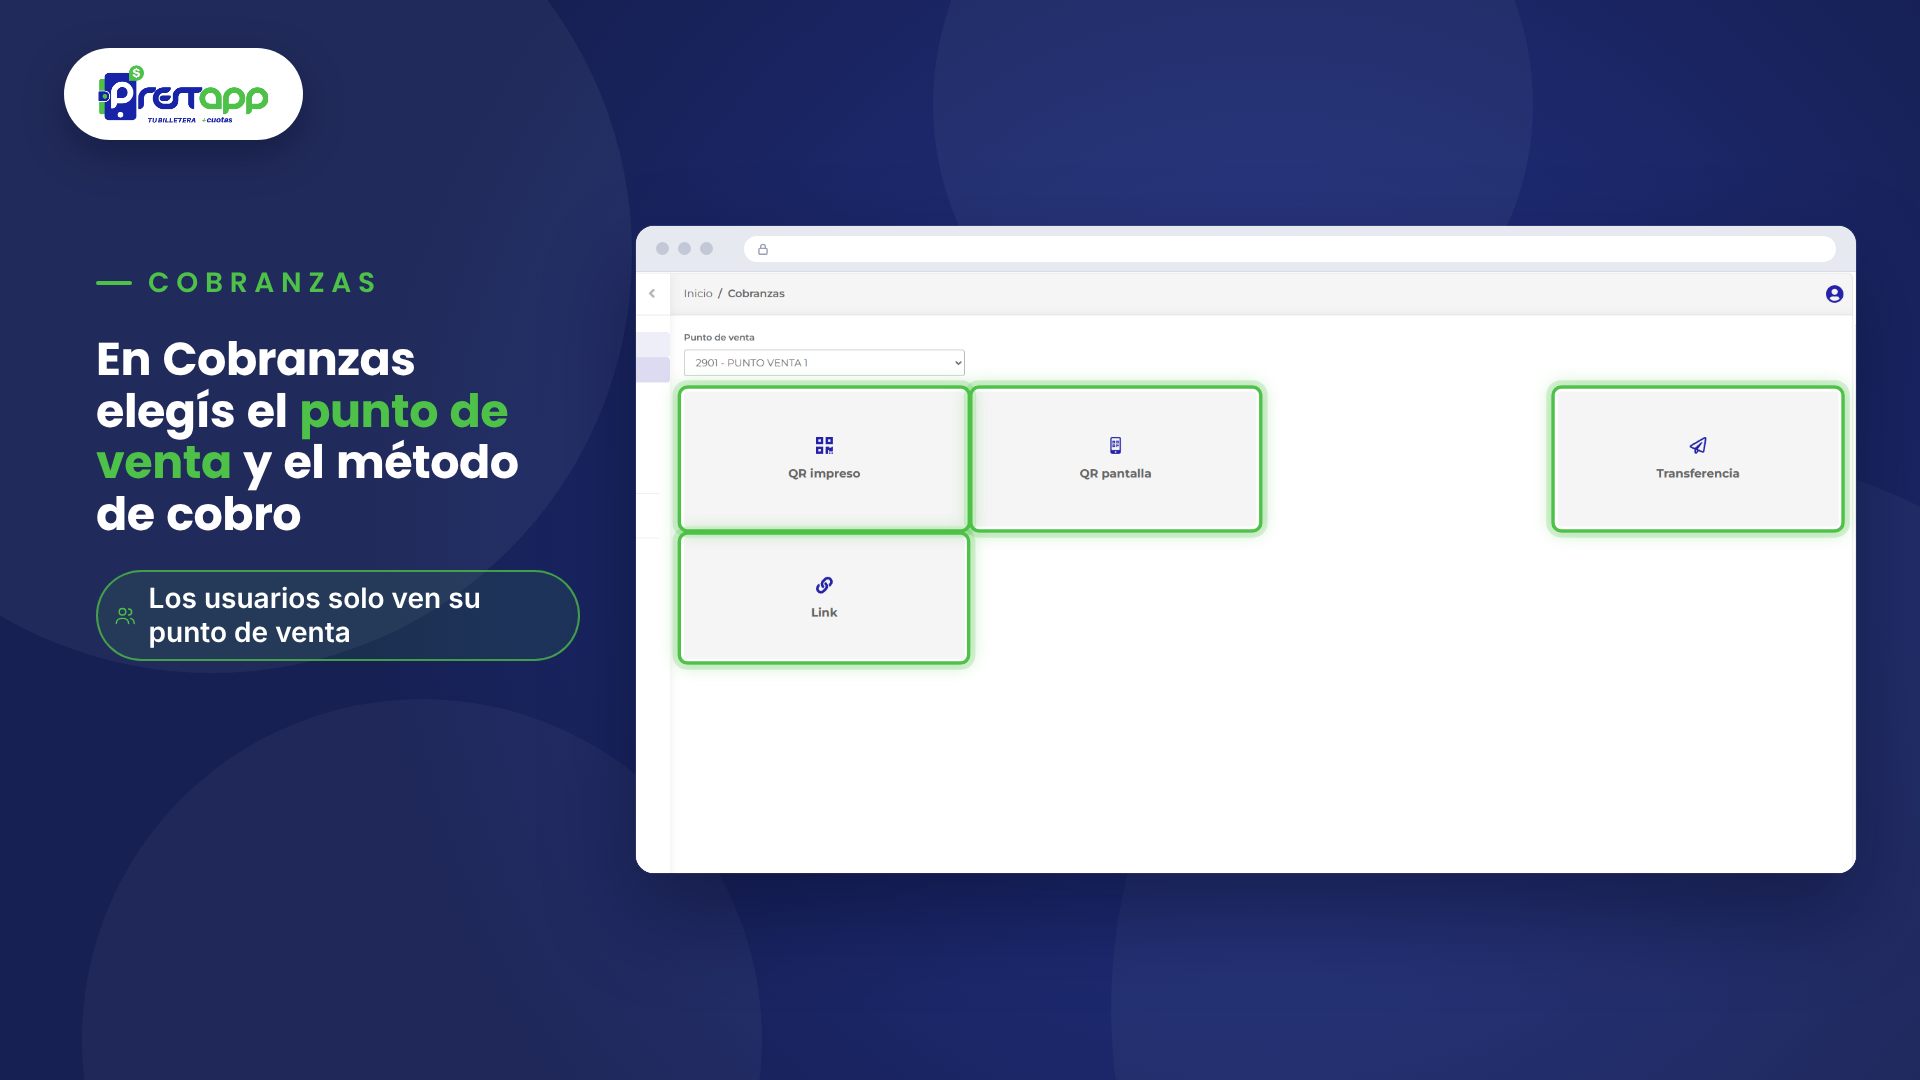 $
Prestapp
TU BILLETERA +cuotas
COBRANZAS
En Cobranzas
elegís el punto de
venta y el método
de cobro
Los usuarios solo ven su
punto de venta
Inicio / Cobranzas
Punto de venta
2901 - PUNTO VENTA 1
QR impreso
QR pantalla
Transferencia
Link